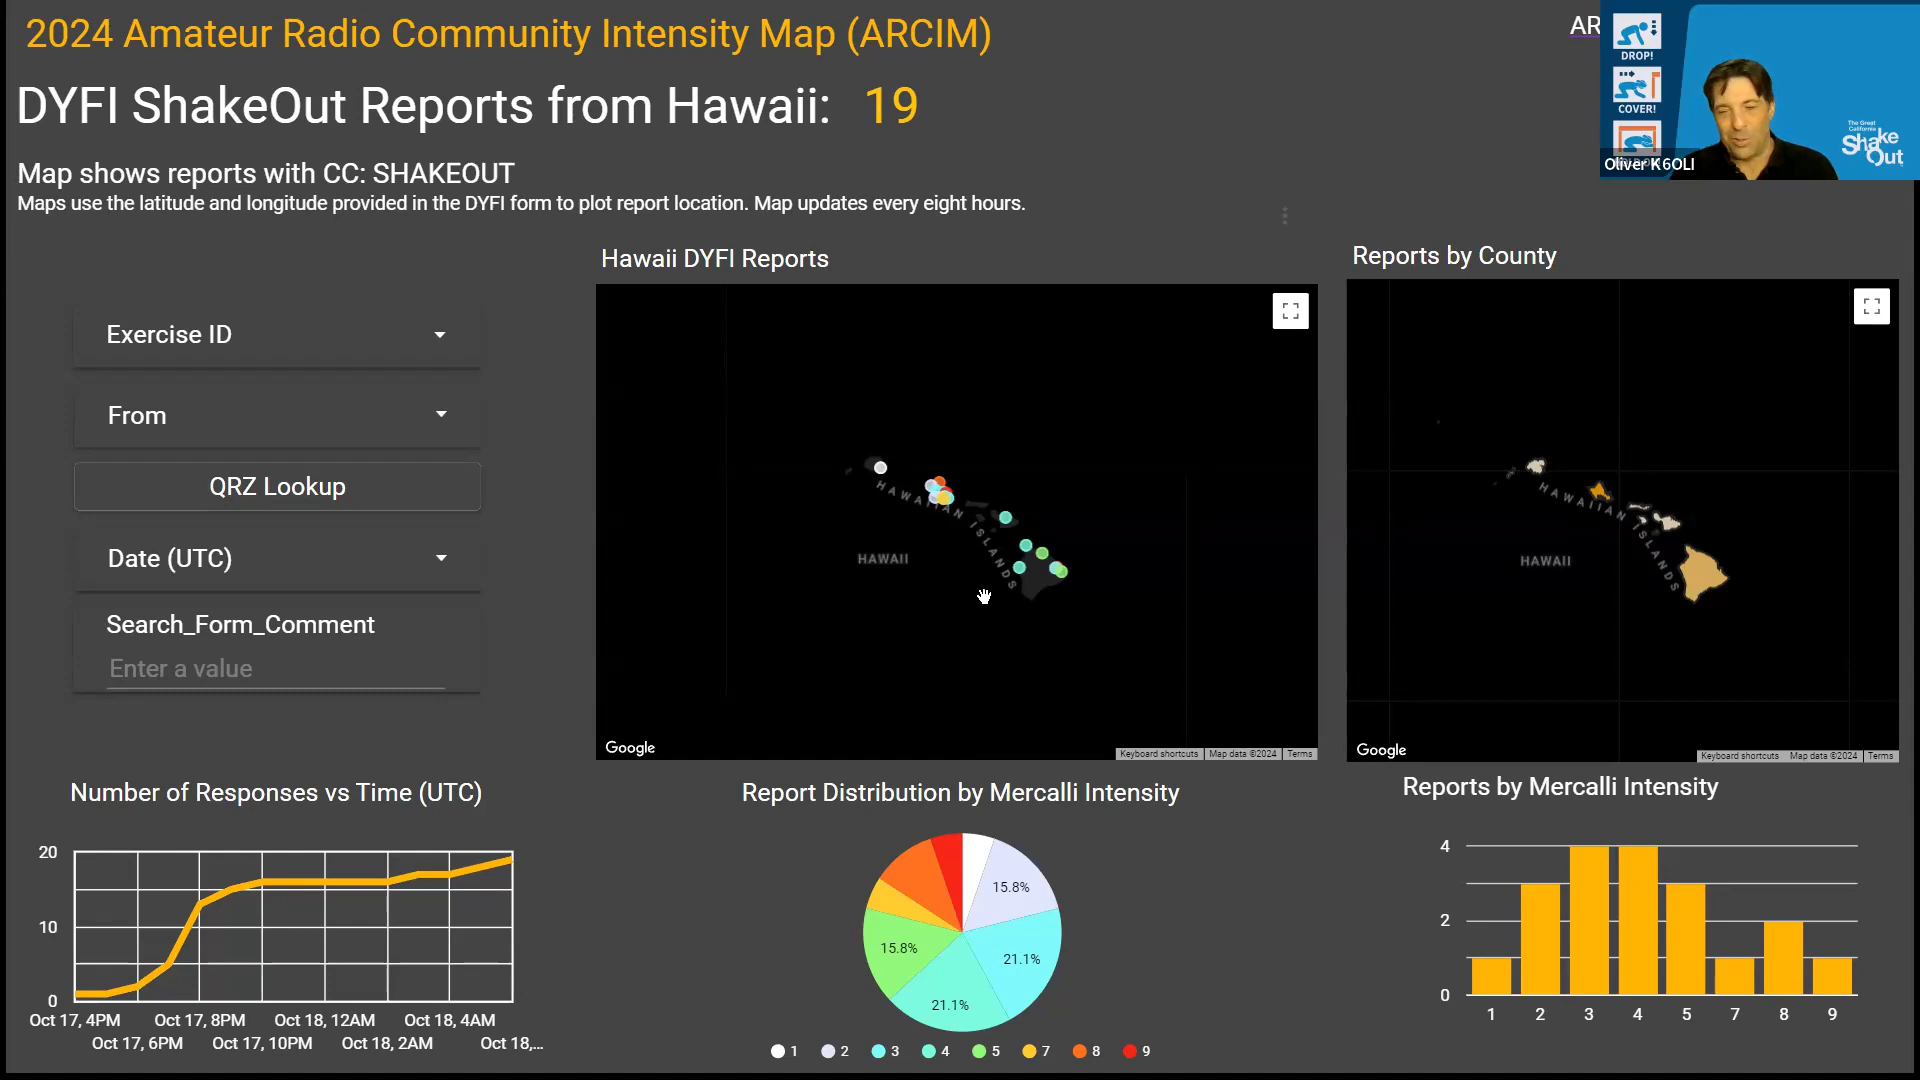 2024 Amateur Radio Community Intensity Map (ARCIM)
AR
DROP!
COVER!
The Great
California
Shake
Out
Oliver K6OLI
DYFI ShakeOut Reports from Hawaii: 19
Map shows reports with CC: SHAKEOUT
Maps use the latitude and longitude provided in the DYFI form to plot report location. Map updates every eight hours.
Exercise ID
From
QRZ Lookup
Date (UTC)
Search_Form_Comment
Enter a value
Hawaii DYFI Reports
HAWAIIAN ISLANDS
HAWAII
Google
Keyboard shortcuts
Map data ©2024
Terms
Reports by County
HAWAIIAN ISLANDS
HAWAII
Google
Keyboard shortcuts
Map data ©2024
Terms
Number of Responses vs Time (UTC)
20
10
0
Oct 17, 4PM
Oct 17, 6PM
Oct 17, 8PM
Oct 17, 10PM
Oct 18, 12AM
Oct 18, 2AM
Oct 18, 4AM
Oct 18,...
Report Distribution by Mercalli Intensity
15.8%
21.1%
21.1%
15.8%
1 2 3 4 5 7 8 9
Reports by Mercalli Intensity
4
2
0
1 2 3 4 5 7 8 9